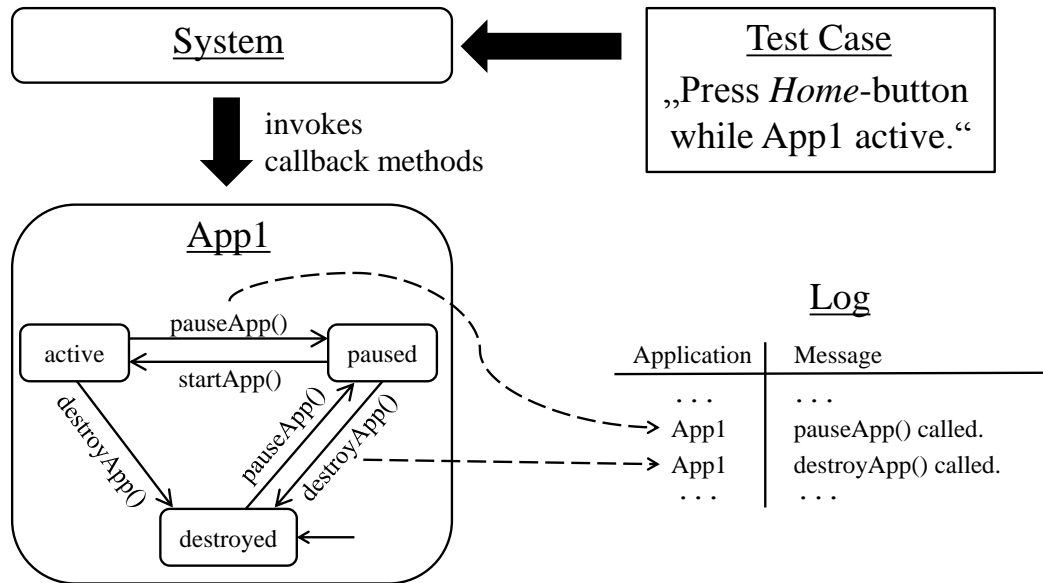 System
Test Case
„Press Home-button
while App1 active.“
invokes
callback methods
App1
pauseApp()
active
paused
startApp()
destroyApp()
pauseApp()
destroyApp()
destroyed
Log
Application Message
. . . . . .
App1 pauseApp() called.
App1 destroyApp() called.
. . . . . .